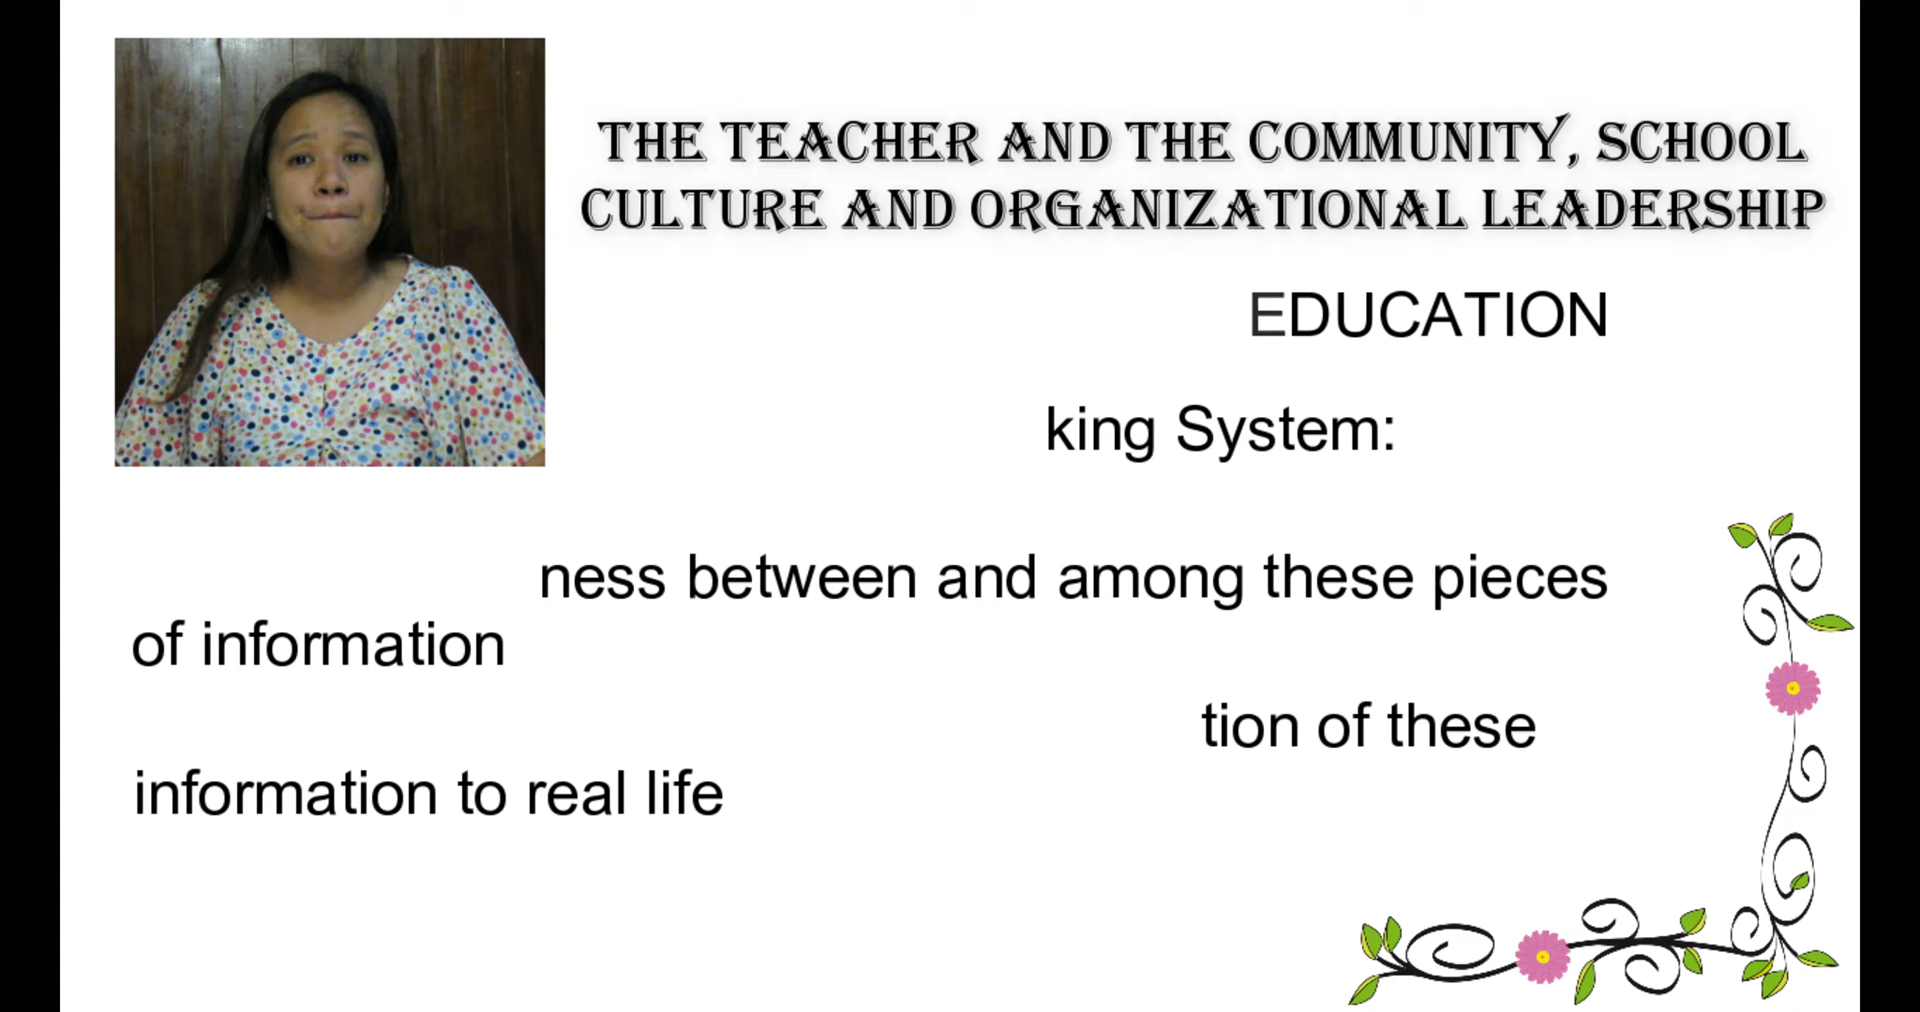 THE TEACHER AND THE COMMUNITY, SCHOOL
CULTURE AND ORGANIZATIONAL LEADERSHIP
EDUCATION
king System:
ness between and among these pieces
of information
tion of these
information to real life